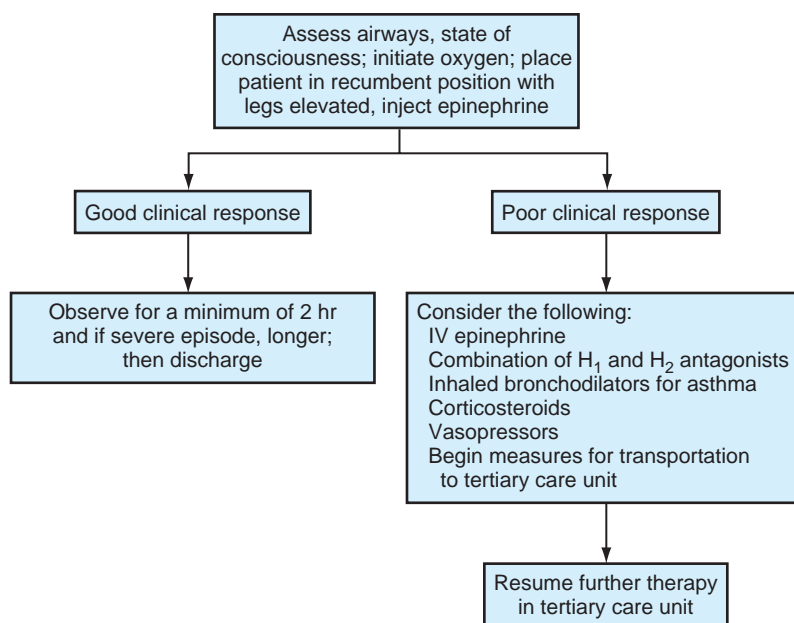 Assess airways, state of
consciousness; initiate oxygen; place
patient in recumbent position with
legs elevated, inject epinephrine
Good clinical response
Poor clinical response
Observe for a minimum of 2 hr
and if severe episode, longer;
then discharge
Consider the following:
IV epinephrine
Combination of H1 and H2 antagonists
Inhaled bronchodilators for asthma
Corticosteroids
Vasopressors
Begin measures for transportation
to tertiary care unit
Resume further therapy
in tertiary care unit